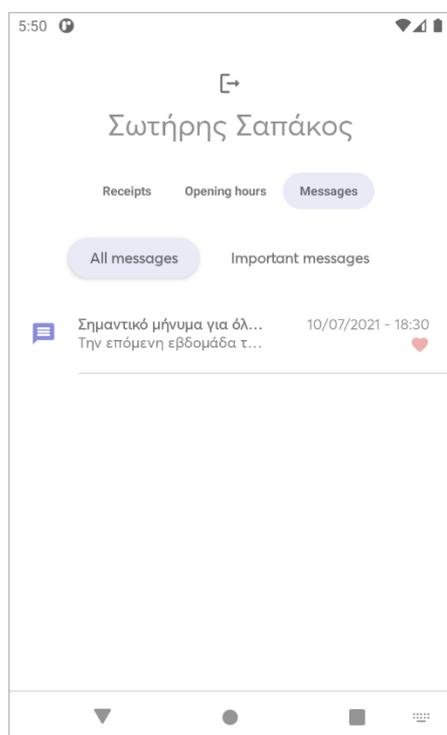 5:50
Σωτήρης Σαπάκος
Receipts Opening hours Messages
All messages Important messages
Σημαντικό μήνυμα για όλ... 10/07/2021 - 18:30
Την επόμενη εβδομάδα τ...